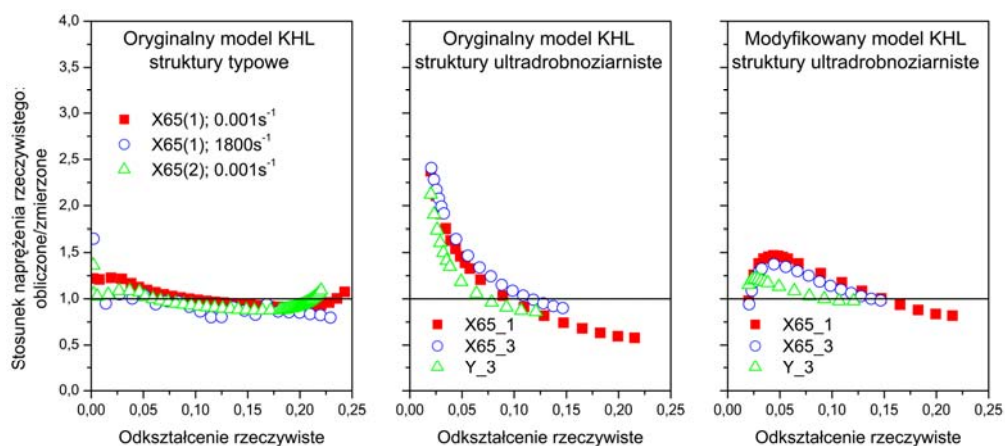 Stosunek naprężenia rzeczywistego:
obliczone/zmierzone
4,0
3,5
3,0
2,5
2,0
1,5
1,0
0,5
0,0
Oryginalny model KHL
struktury typowe
X65(1); 0.001s⁻¹
X65(1); 1800s⁻¹
X65(2); 0.001s⁻¹
0,00 0,05 0,10 0,15 0,20 0,25
Odkształcenie rzeczywiste
Oryginalny model KHL
struktury ultradrobnoziarniste
X65_1
X65_3
Y_3
0,00 0,05 0,10 0,15 0,20 0,25
Odkształcenie rzeczywiste
Modyfikowany model KHL
struktury ultradrobnoziarniste
X65_1
X65_3
Y_3
0,00 0,05 0,10 0,15 0,20 0,25
Odkształcenie rzeczywiste